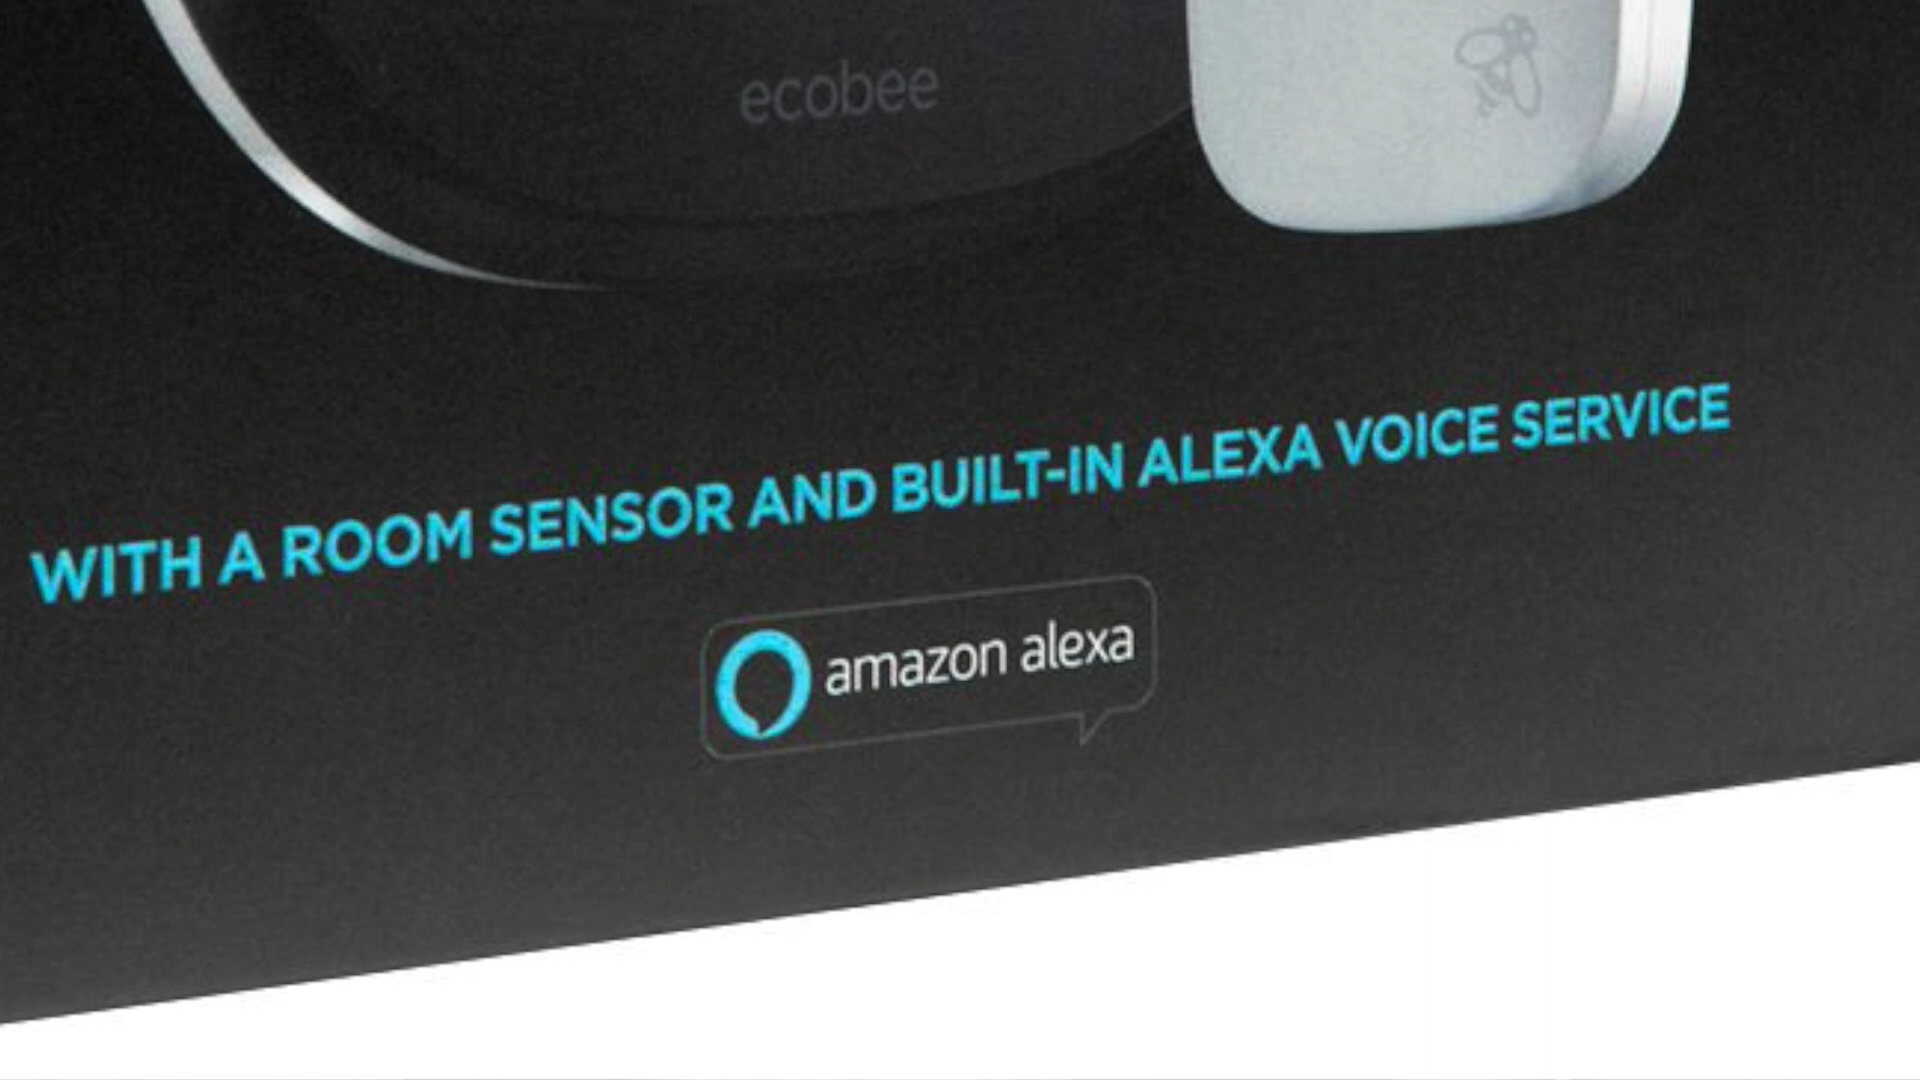 ecobee
WITH A ROOM SENSOR AND BUILT-IN ALEXA VOICE SERVICE
amazon alexa